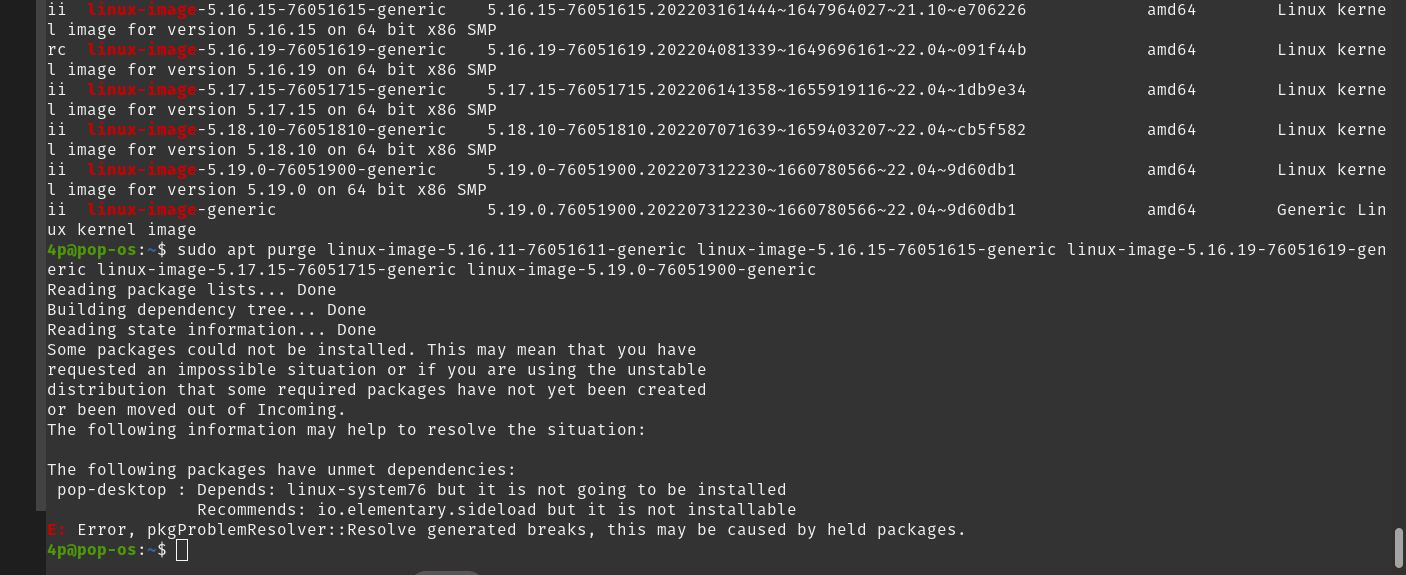 ii  linux-image-5.16.15-76051615-generic    5.16.15-76051615.202203161444~1647964027~21.10~e706226            amd64        Linux kerne
l image for version 5.16.15 on 64 bit x86 SMP
rc  linux-image-5.16.19-76051619-generic    5.16.19-76051619.202204081339~1649696161~22.04~091f44b            amd64        Linux kerne
l image for version 5.16.19 on 64 bit x86 SMP
ii  linux-image-5.17.15-76051715-generic    5.17.15-76051715.202206141358~1655919116~22.04~1db9e34            amd64        Linux kerne
l image for version 5.17.15 on 64 bit x86 SMP
ii  linux-image-5.18.10-76051810-generic    5.18.10-76051810.202207071639~1659403207~22.04~cb5f582            amd64        Linux kerne
l image for version 5.18.10 on 64 bit x86 SMP
ii  linux-image-5.19.0-76051900-generic     5.19.0-76051900.202207312230~1660780566~22.04~9d60db1             amd64        Linux kerne
l image for version 5.19.0 on 64 bit x86 SMP
ii  linux-image-generic                     5.19.0.76051900.202207312230~1660780566~22.04~9d60db1             amd64        Generic Lin
ux kernel image
4p@pop-os:~$ sudo apt purge linux-image-5.16.11-76051611-generic linux-image-5.16.15-76051615-generic linux-image-5.16.19-76051619-gen
eric linux-image-5.17.15-76051715-generic linux-image-5.19.0-76051900-generic
Reading package lists... Done
Building dependency tree... Done
Reading state information... Done
Some packages could not be installed. This may mean that you have
requested an impossible situation or if you are using the unstable
distribution that some required packages have not yet been created
or been moved out of Incoming.
The following information may help to resolve the situation:

The following packages have unmet dependencies:
 pop-desktop : Depends: linux-system76 but it is not going to be installed
               Recommends: io.elementary.sideload but it is not installable
E: Error, pkgProblemResolver::Resolve generated breaks, this may be caused by held packages.
4p@pop-os:~$